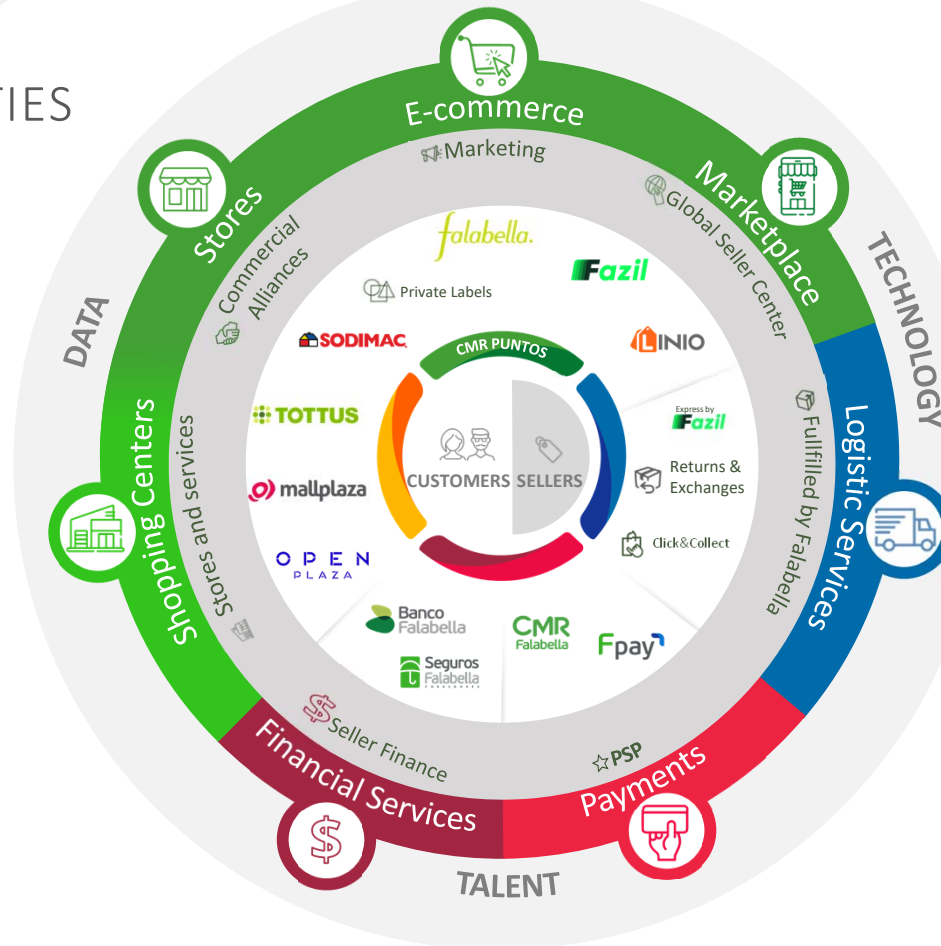 TIES
E-commerce
Marketing
Marketplace
Global Seller Center
Stores
Commercial
Alliances
DATA
TECHNOLOGY
falabella.
Fazil
Private Labels
SODIMAC
LINIO
CMR PUNTOS
TOTTUS
Express by
Fazil
CUSTOMERS
SELLERS
Returns &
Exchanges
mallplaza
Click&Collect
OPEN
PLAZA
Shopping Centers
Stores and services
Logistic Services
Fullfilled by Falabella
Banco
Falabella
CMR
Falabella
Fpay
Seguros
Falabella
CORREDORES
Seller Finance
PSP
Financial Services
Payments
TALENT